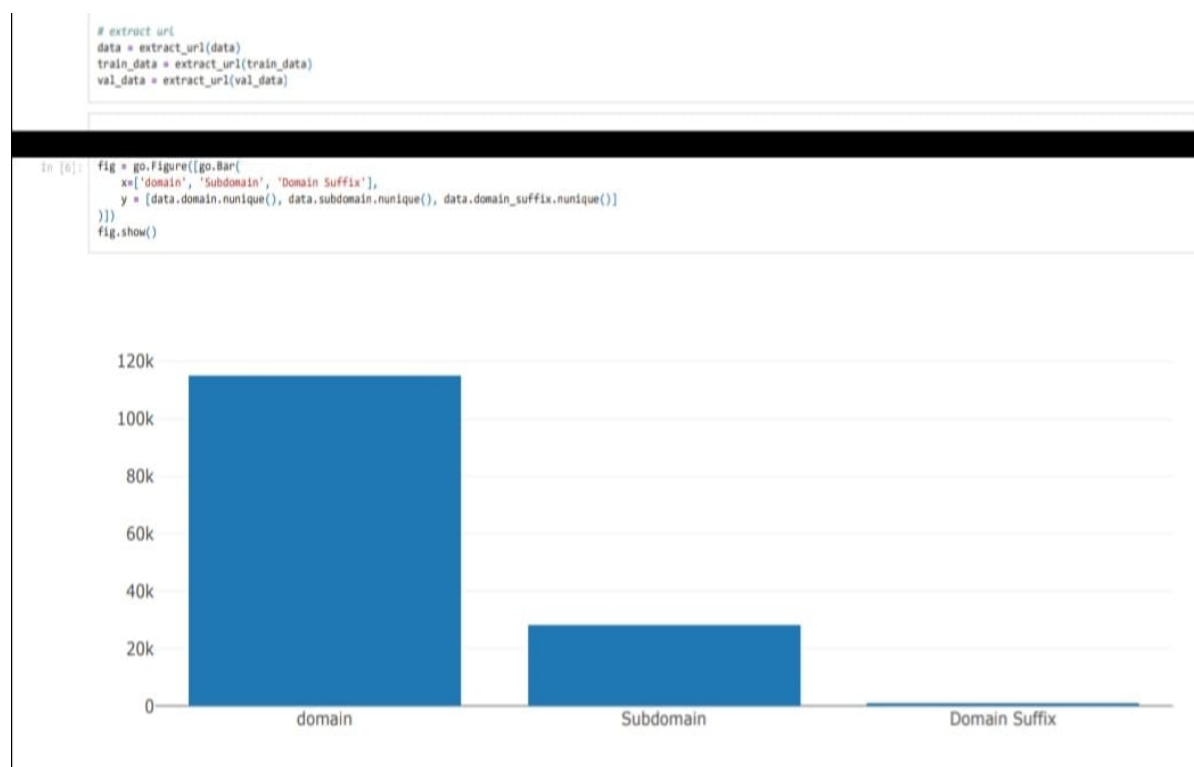 # extract url
data = extract_url(data)
train_data = extract_url(train_data)
val_data = extract_url(val_data)
In [6]: fig = go.Figure([go.Bar(
x=['domain', 'Subdomain', 'Domain Suffix'],
y = [data.domain.nunique(), data.subdomain.nunique(), data.domain_suffix.nunique()]
)])
fig.show()
120k
100k
80k
60k
40k
20k
0
domain Subdomain Domain Suffix